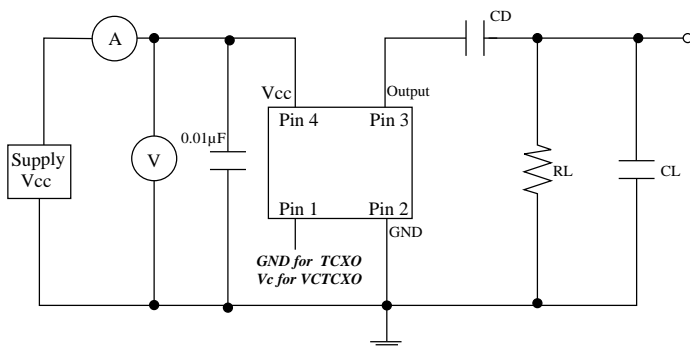 CD
A
Vcc
Output
Pin 4
Pin 3
0.01µF
Supply
Vcc
V
RL
CL
Pin 1
Pin 2
GND
GND for TCXO
Vc for VCTCXO